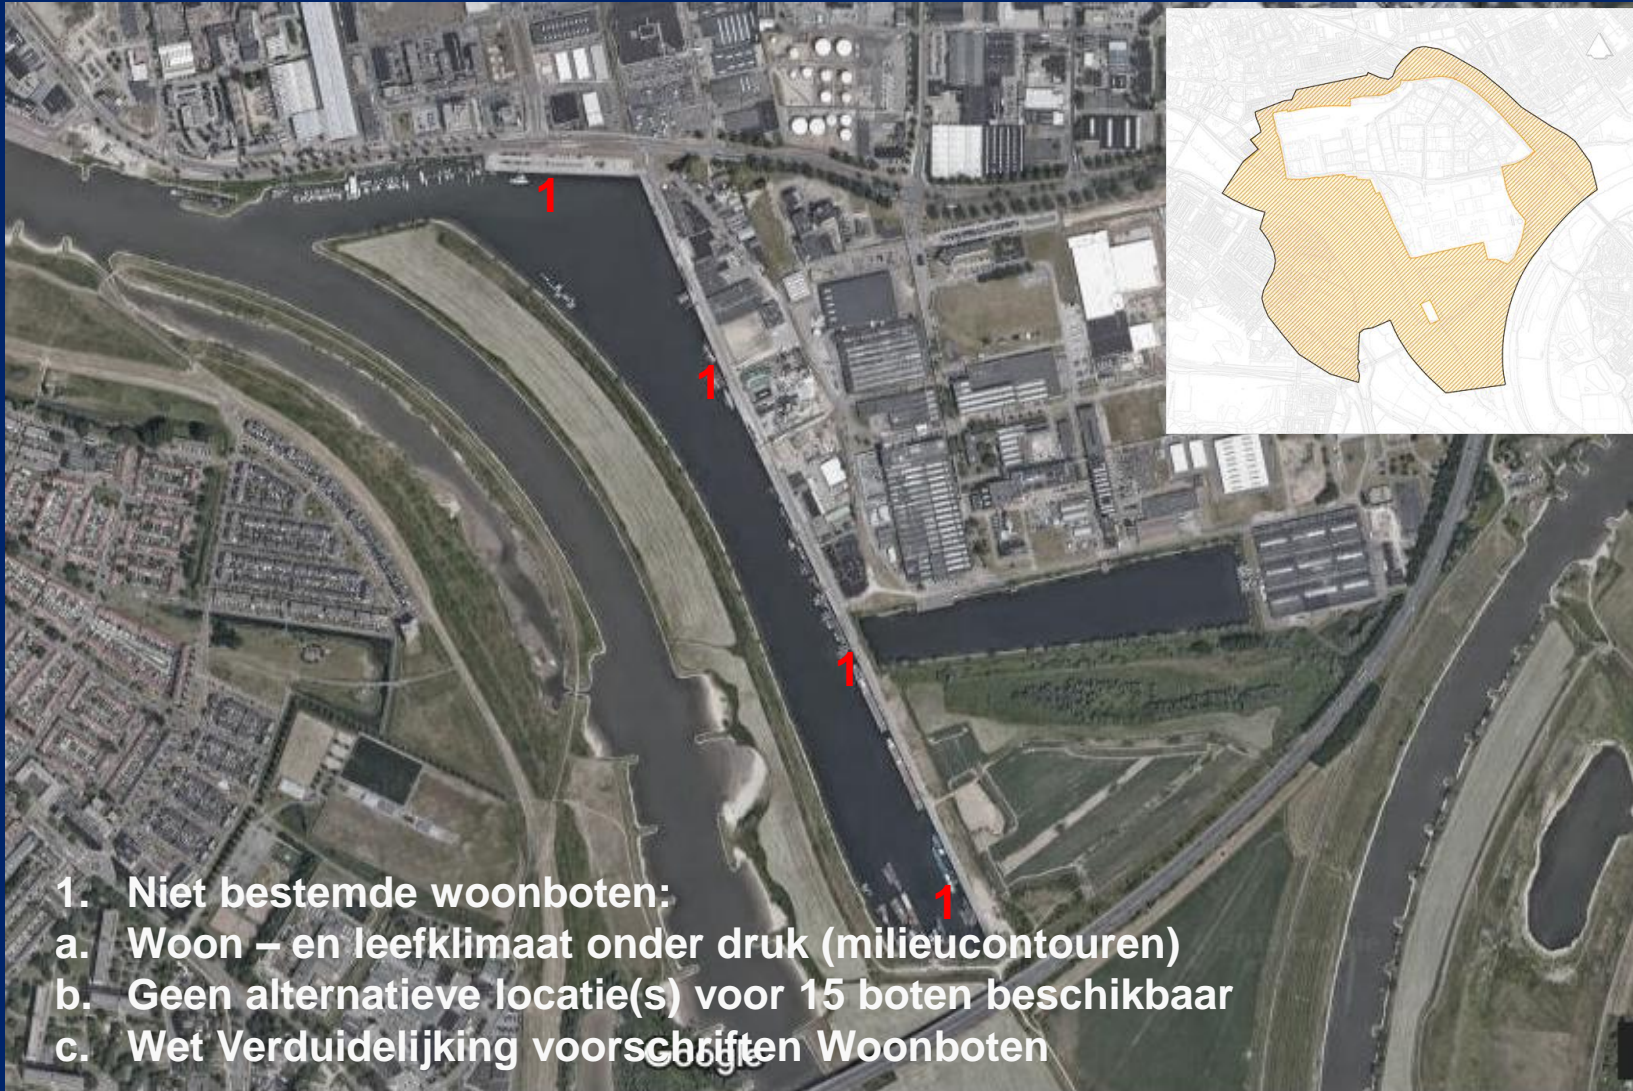 1
1
1
1
1. Niet bestemde woonboten:
a. Woon – en leefklimaat onder druk (milieucontouren)
b. Geen alternatieve locatie(s) voor 15 boten beschikbaar
c. Wet Verduidelijking voorschriften Woonboten
Google